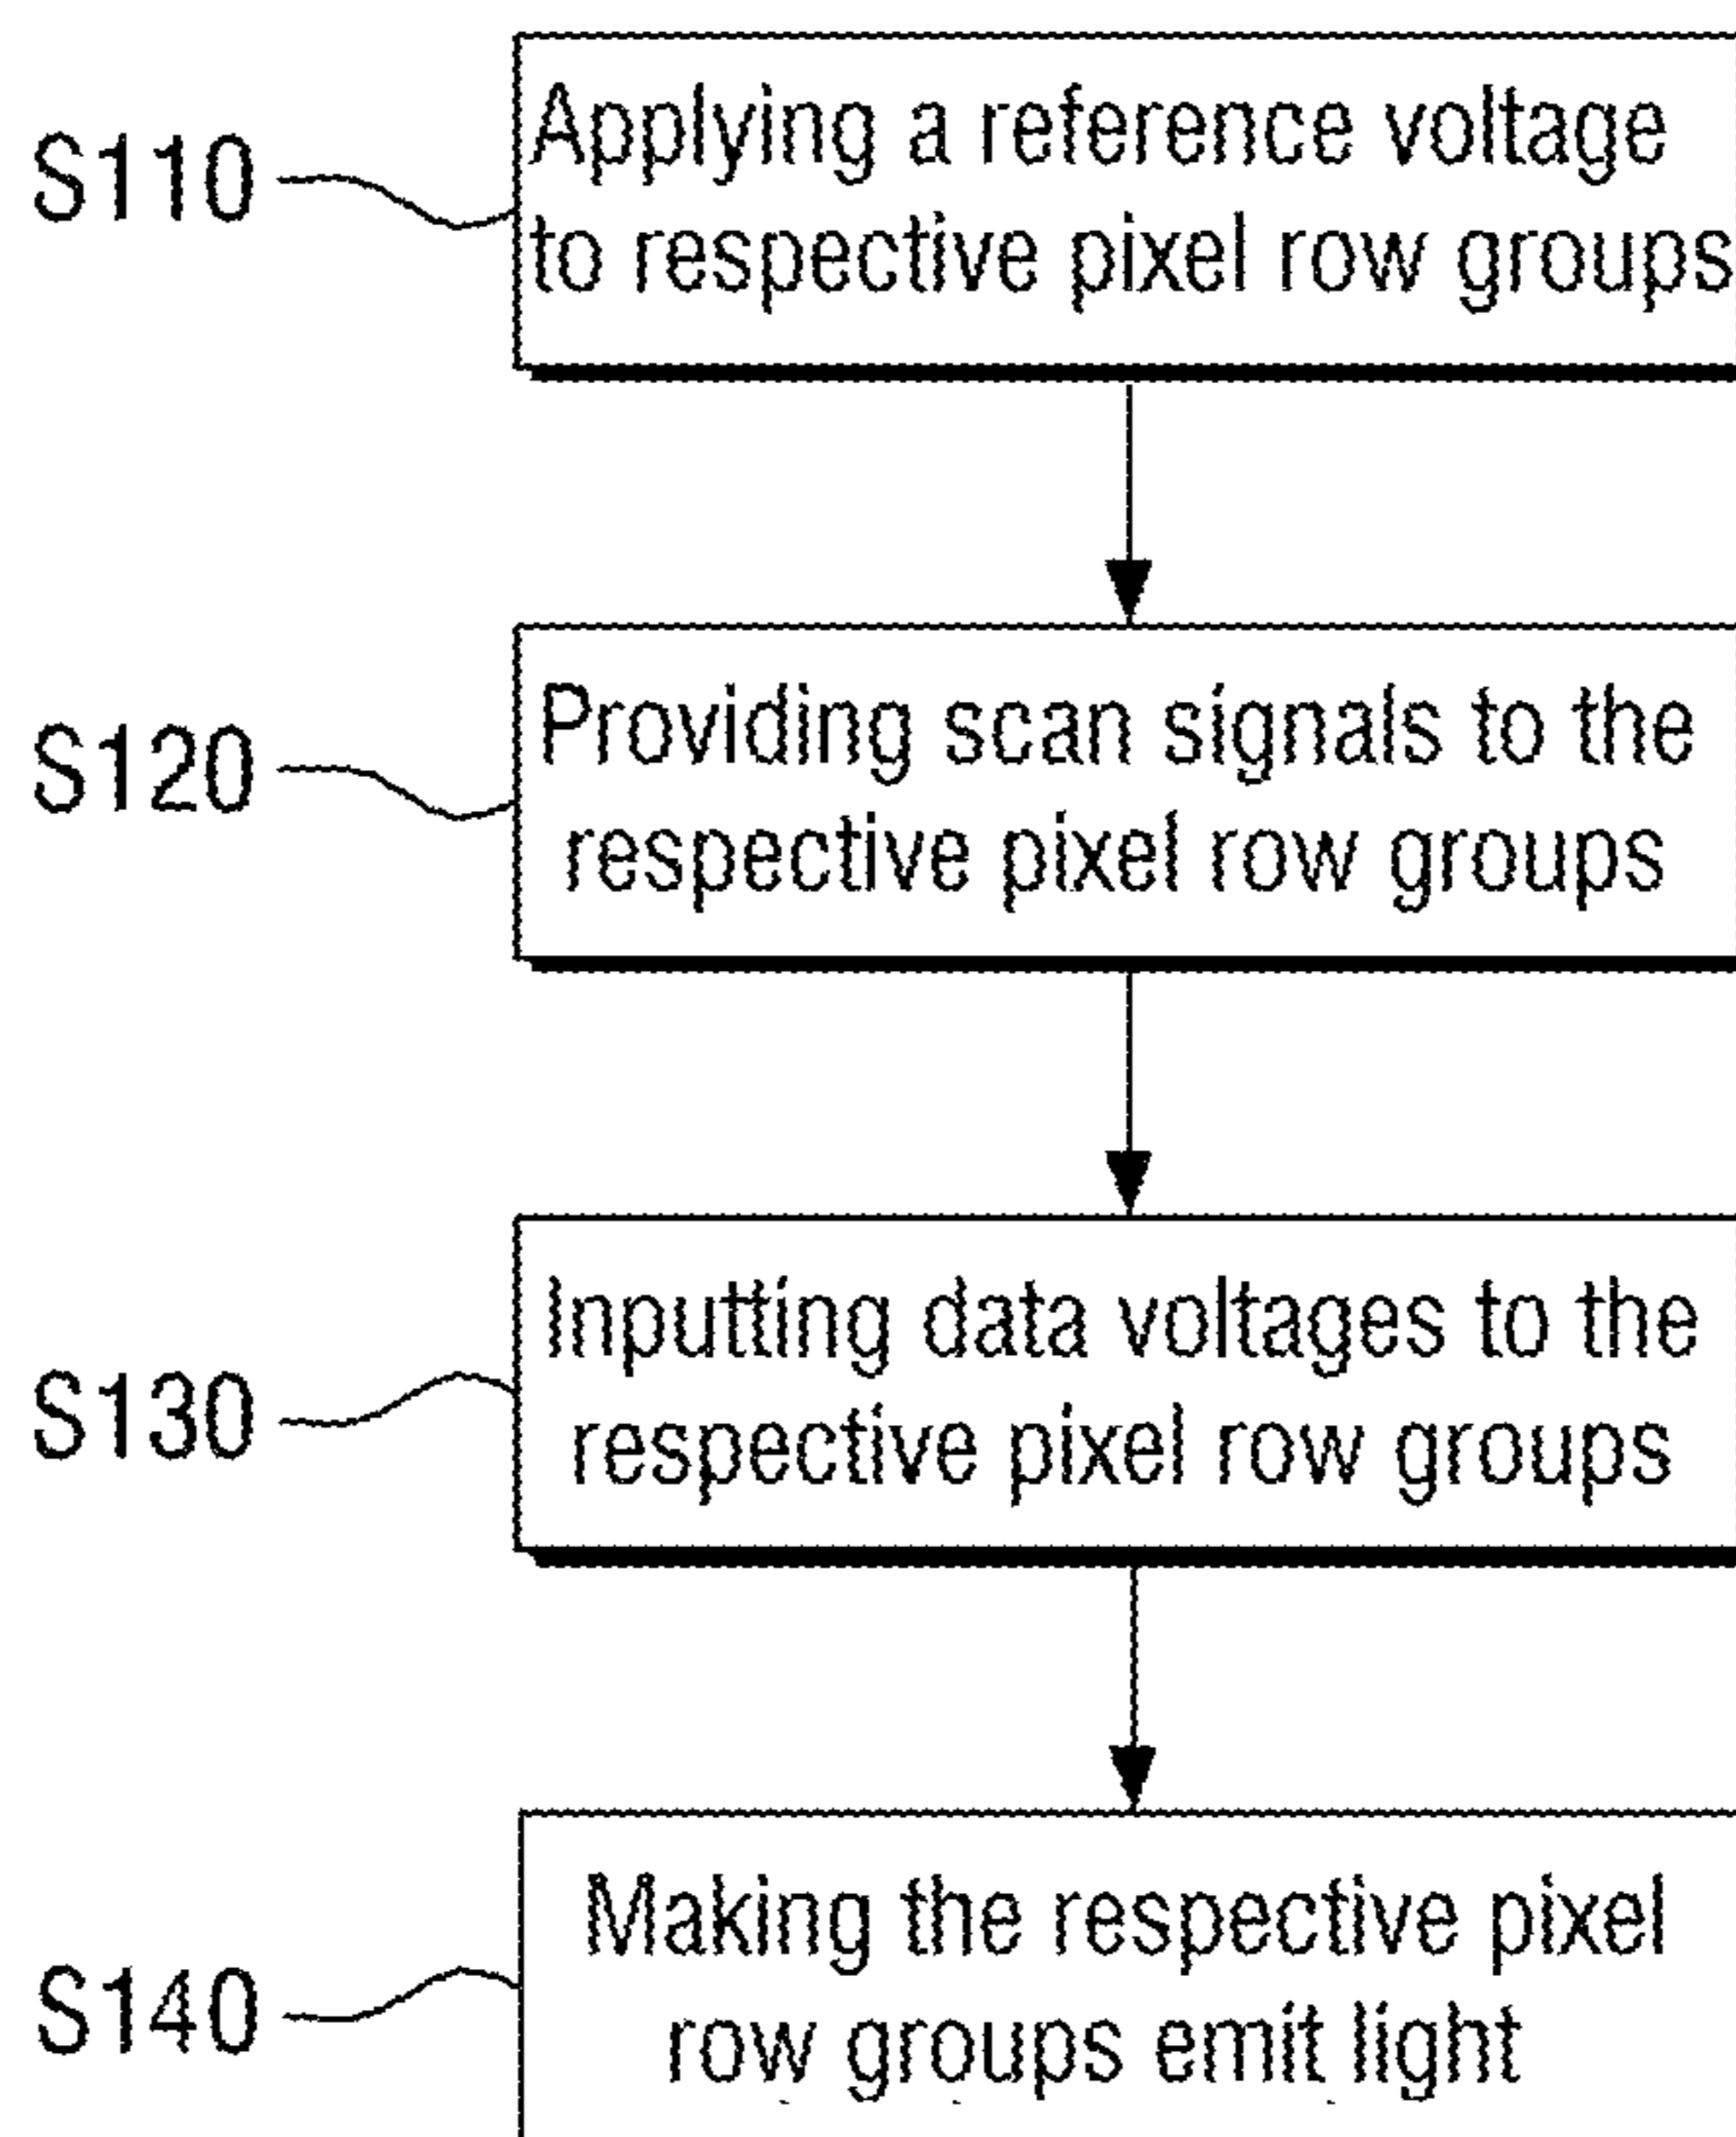 S110
Applying a reference voltage
to respective pixel row groups
S120
Providing scan signals to the
respective pixel row groups
S130
Inputting data voltages to the
respective pixel row groups
S140
Making the respective pixel
row groups emit light